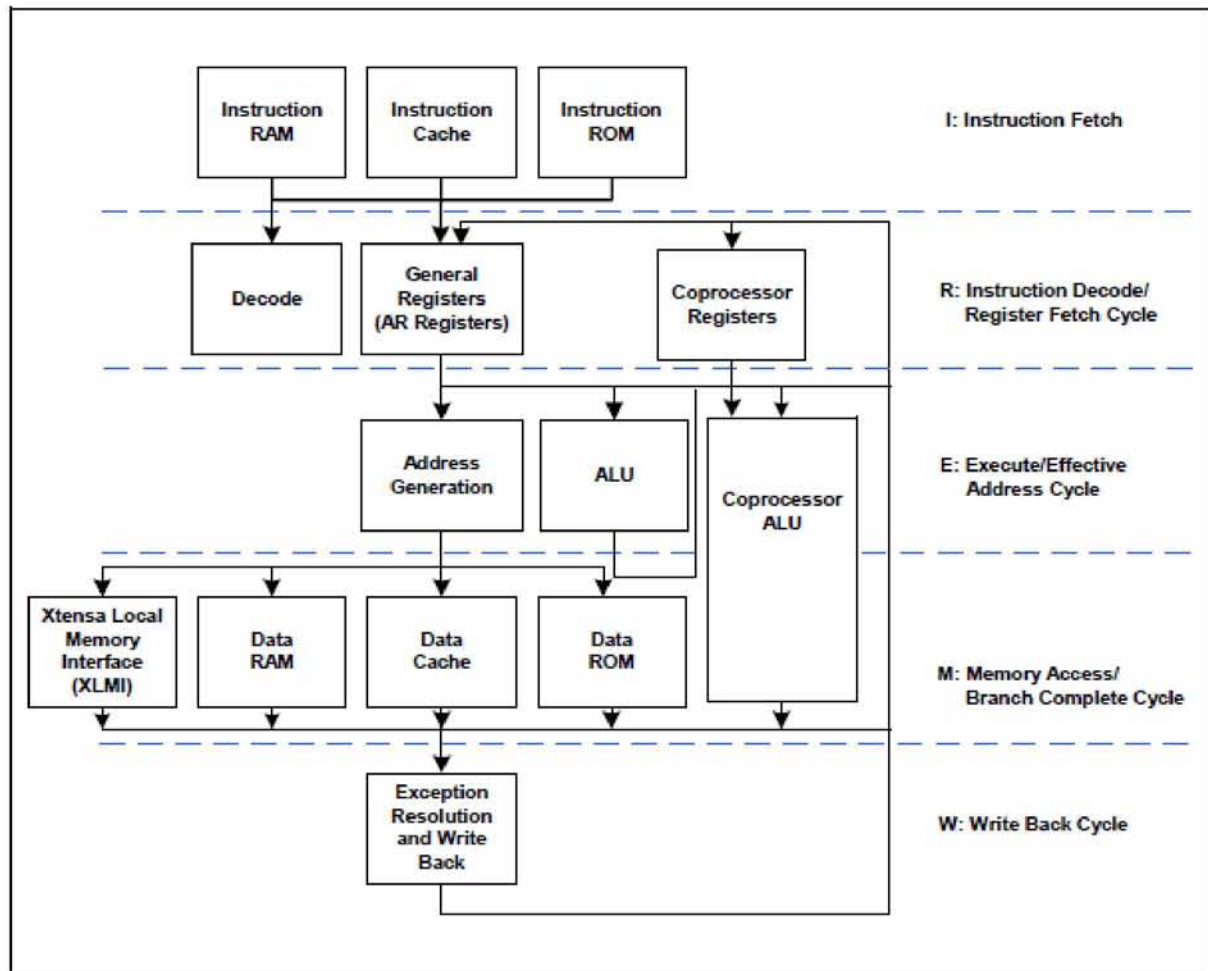 Instruction
RAM
Instruction
Cache
Instruction
ROM
I: Instruction Fetch
Decode
General
Registers
(AR Registers)
Coprocessor
Registers
R: Instruction Decode/
Register Fetch Cycle
Address
Generation
ALU
Coprocessor
ALU
E: Execute/Effective
Address Cycle
Xtensa Local
Memory
Interface
(XLMI)
Data
RAM
Data
Cache
Data
ROM
M: Memory Access/
Branch Complete Cycle
Exception
Resolution
and Write
Back
W: Write Back Cycle